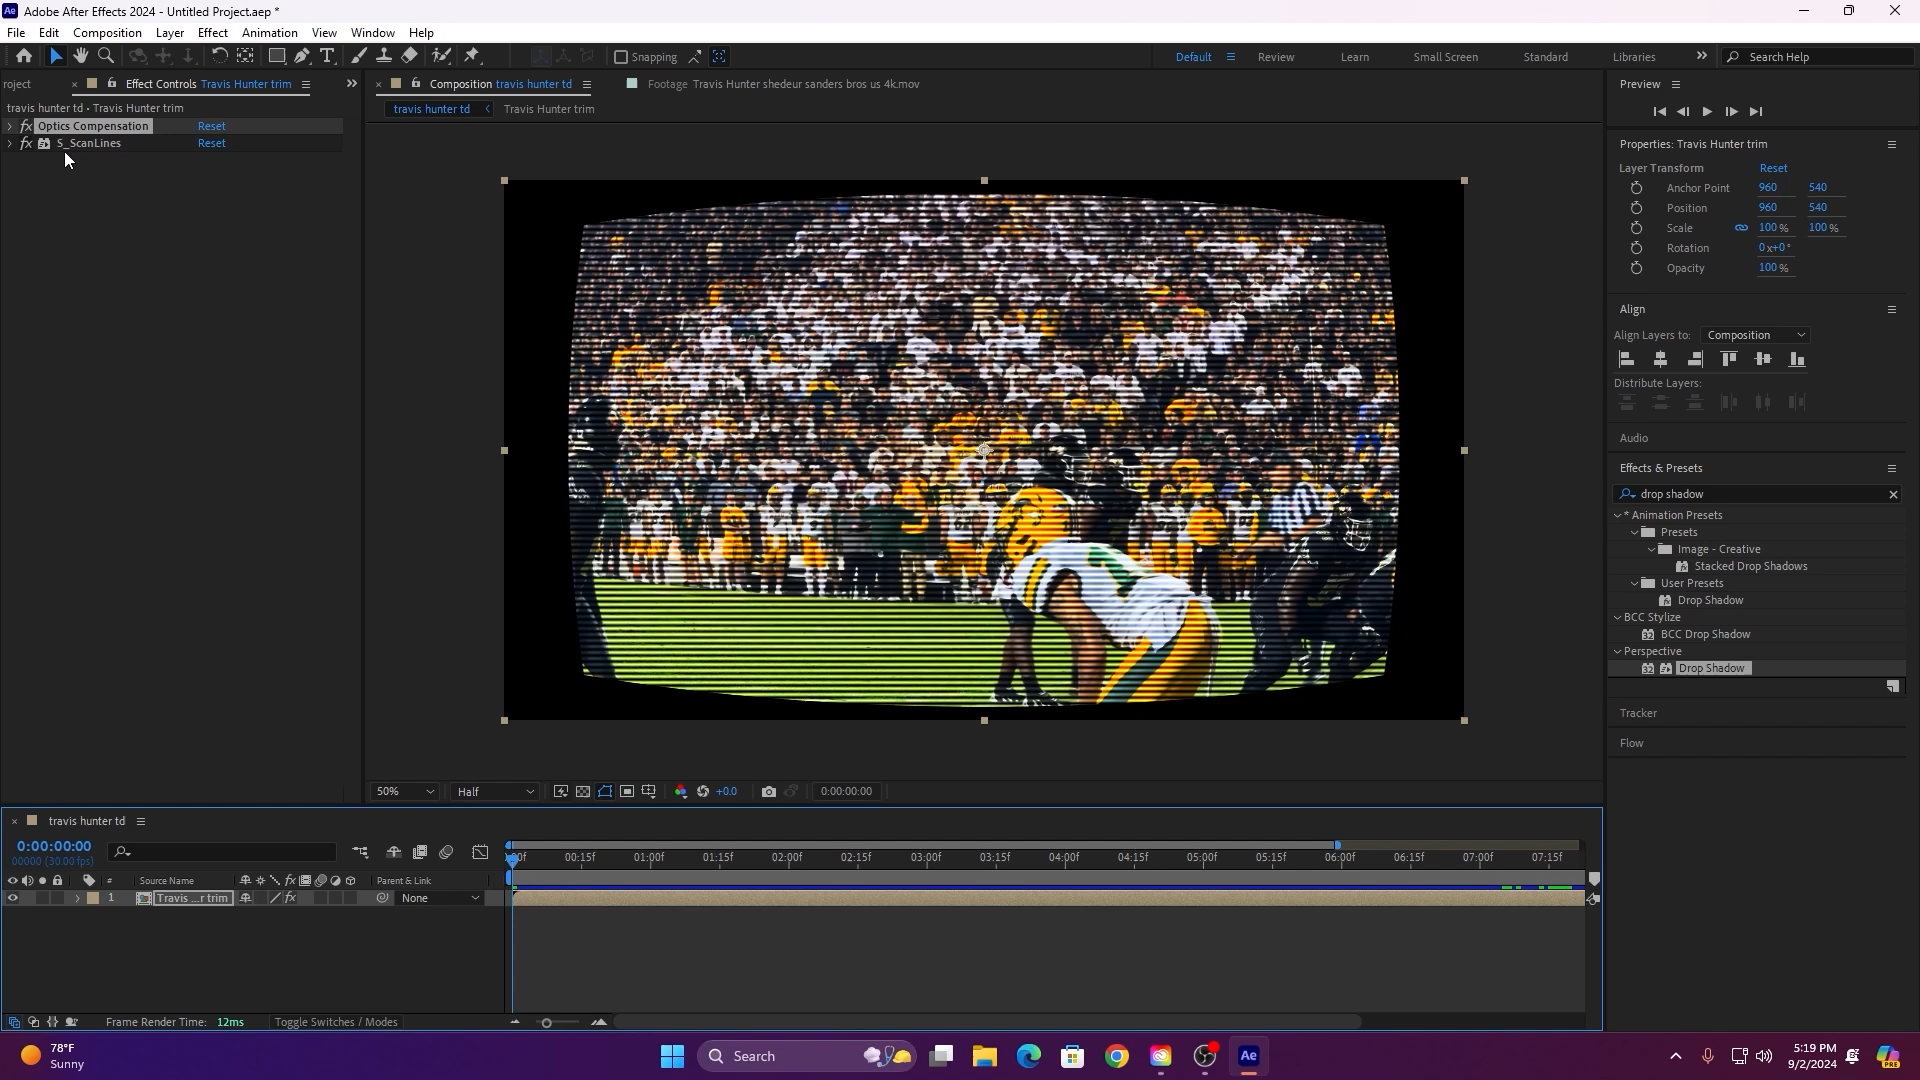 Adobe After Effects 2024 - Untitled Project.aep *
File Edit Composition Layer Effect Animation View Window Help
Snapping
Default Review Learn Small Screen Standard Libraries Search Help
roject Effect Controls Travis Hunter trim
travis hunter td • Travis Hunter trim
fx Optics Compensation Reset
fx S_ScanLines Reset
Composition travis hunter td Footage Travis Hunter shedeur sanders bros us 4k.mov
travis hunter td Travis Hunter trim
50% Half +0.0 0:00:00:00
Preview
Properties: Travis Hunter trim
Layer Transform Reset
Anchor Point 960 540
Position 960 540
Scale 100 % 100 %
Rotation 0x+0°
Opacity 100 %
Align
Align Layers to: Composition
Distribute Layers:
Audio
Effects & Presets
drop shadow
* Animation Presets
Presets
Image - Creative
Stacked Drop Shadows
User Presets
Drop Shadow
BCC Stylize
32 BCC Drop Shadow
Perspective
32 Drop Shadow
Tracker
Flow
travis hunter td
0:00:00:00
00000 (30.00 fps)
:00f 00:15f 01:00f 01:15f 02:00f 02:15f 03:00f 03:15f 04:00f 04:15f 05:00f 05:15f 06:00f 06:15f 07:00f 07:15f
# Source Name fx Parent & Link
1 Travis ...r trim fx None
Frame Render Time: 12ms Toggle Switches / Modes
78°F
Sunny
Search
Ae
5:19 PM
9/2/2024
PRE